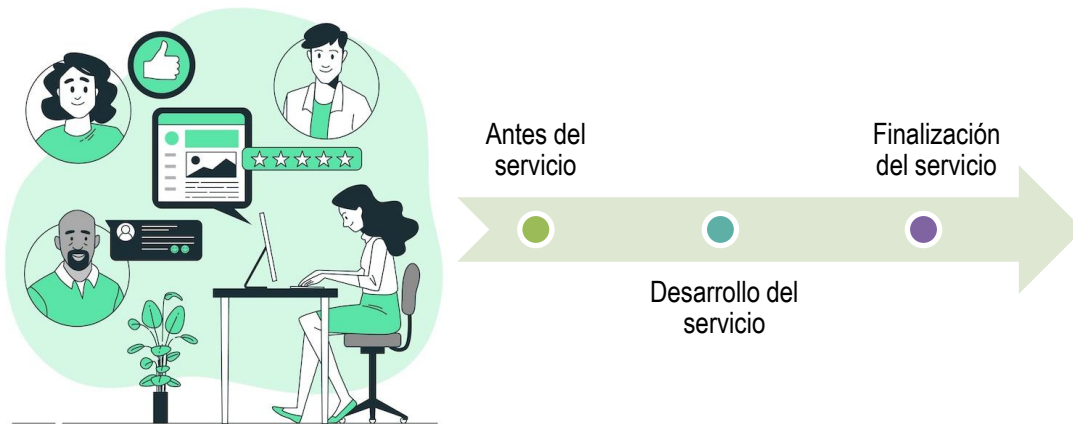 Antes del
servicio
Desarrollo del
servicio
Finalización
del servicio